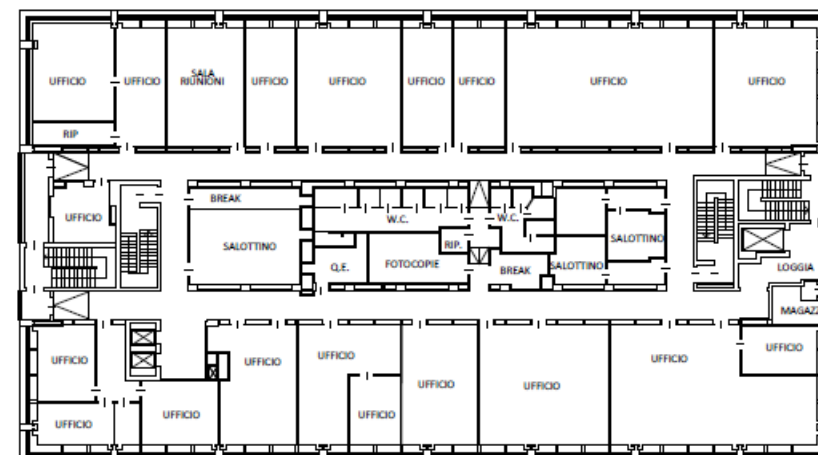 UFFICIO
UFFICIO
SALA
RIUNIONI
UFFICIO
UFFICIO
UFFICIO
UFFICIO
UFFICIO
UFFICIO
RIP
BREAK
UFFICIO
W.C.
W.C.
SALOTTINO
SALOTTINO
RIP.
Q.E.
FOTOCOPIE
BREAK
SALOTTINO
LOGGIA
MAGAZZ
UFFICIO
UFFICIO
UFFICIO
UFFICIO
UFFICIO
UFFICIO
UFFICIO
UFFICIO
UFFICIO
UFFICIO
UFFICIO